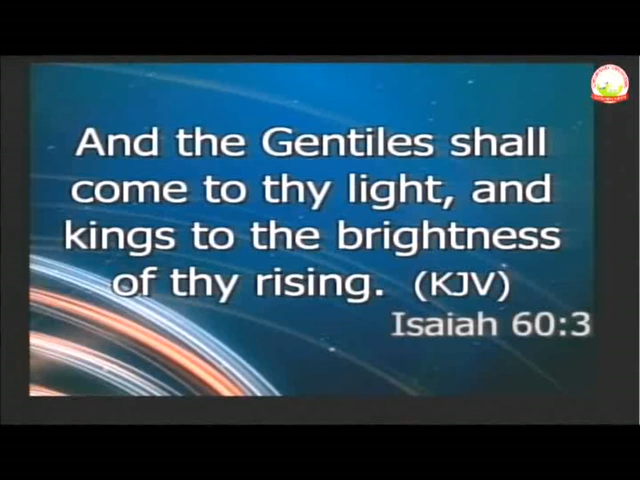 And the Gentiles shall
come to thy light, and
kings to the brightness
of thy rising. (KJV)
Isaiah 60:3